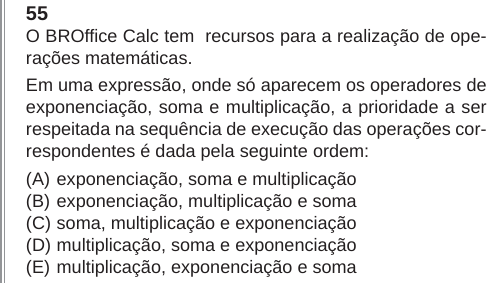 55
O BROffice Calc tem  recursos para a realização de ope-
rações matemáticas.
Em uma expressão, onde só aparecem os operadores de
exponenciação, soma e multiplicação, a prioridade a ser
respeitada na sequência de execução das operações cor-
respondentes é dada pela seguinte ordem:
(A) exponenciação, soma e multiplicação
(B) exponenciação, multiplicação e soma
(C) soma, multiplicação e exponenciação
(D) multiplicação, soma e exponenciação
(E) multiplicação, exponenciação e soma